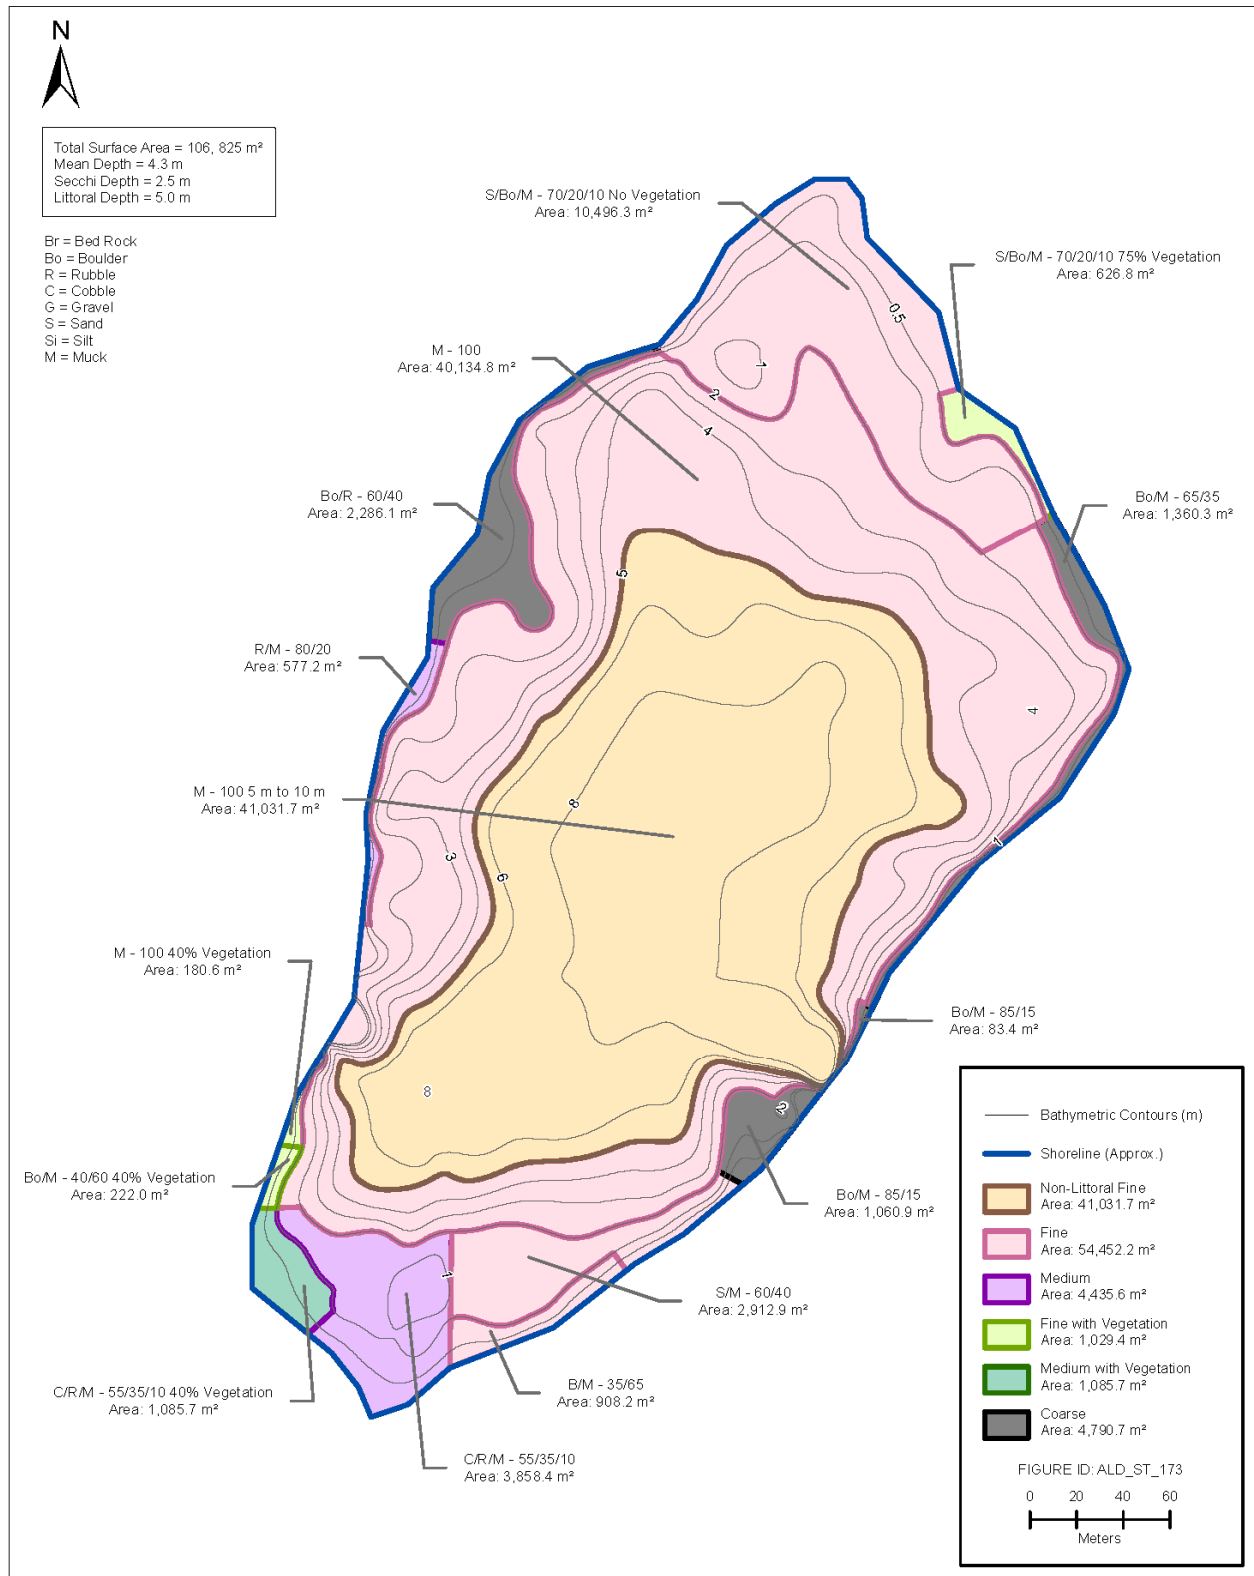 N
Total Surface Area = 106, 825 m²
Mean Depth = 4.3 m
Secchi Depth = 2.5 m
Littoral Depth = 5.0 m
Br = Bed Rock
Bo = Boulder
R = Rubble
C = Cobble
G = Gravel
S = Sand
Si = Silt
M = Muck
S/Bo/M - 70/20/10 No Vegetation
Area: 10,496.3 m²
S/Bo/M - 70/20/10 75% Vegetation
Area: 626.8 m²
0.5
M - 100
Area: 40,134.8 m²
1
2
4
Bo/R - 60/40
Area: 2,286.1 m²
Bo/M - 65/35
Area: 1,360.3 m²
5
R/M - 80/20
Area: 577.2 m²
4
M - 100 5 m to 10 m
Area: 41,031.7 m²
8
3
1
6
M - 100 40% Vegetation
Area: 180.6 m²
Bo/M - 85/15
Area: 83.4 m²
8
2
Bo/M - 40/60 40% Vegetation
Area: 222.0 m²
Bo/M - 85/15
Area: 1,060.9 m²
1
S/M - 60/40
Area: 2,912.9 m²
C/R/M - 55/35/10 40% Vegetation
Area: 1,085.7 m²
B/M - 35/65
Area: 908.2 m²
C/R/M - 55/35/10
Area: 3,858.4 m²
Bathymetric Contours (m)
Shoreline (Approx.)
Non-Littoral Fine
Area: 41,031.7 m²
Fine
Area: 54,452.2 m²
Medium
Area: 4,435.6 m²
Fine with Vegetation
Area: 1,029.4 m²
Medium with Vegetation
Area: 1,085.7 m²
Coarse
Area: 4,790.7 m²
FIGURE ID: ALD_ST_173
0 20 40 60
Meters